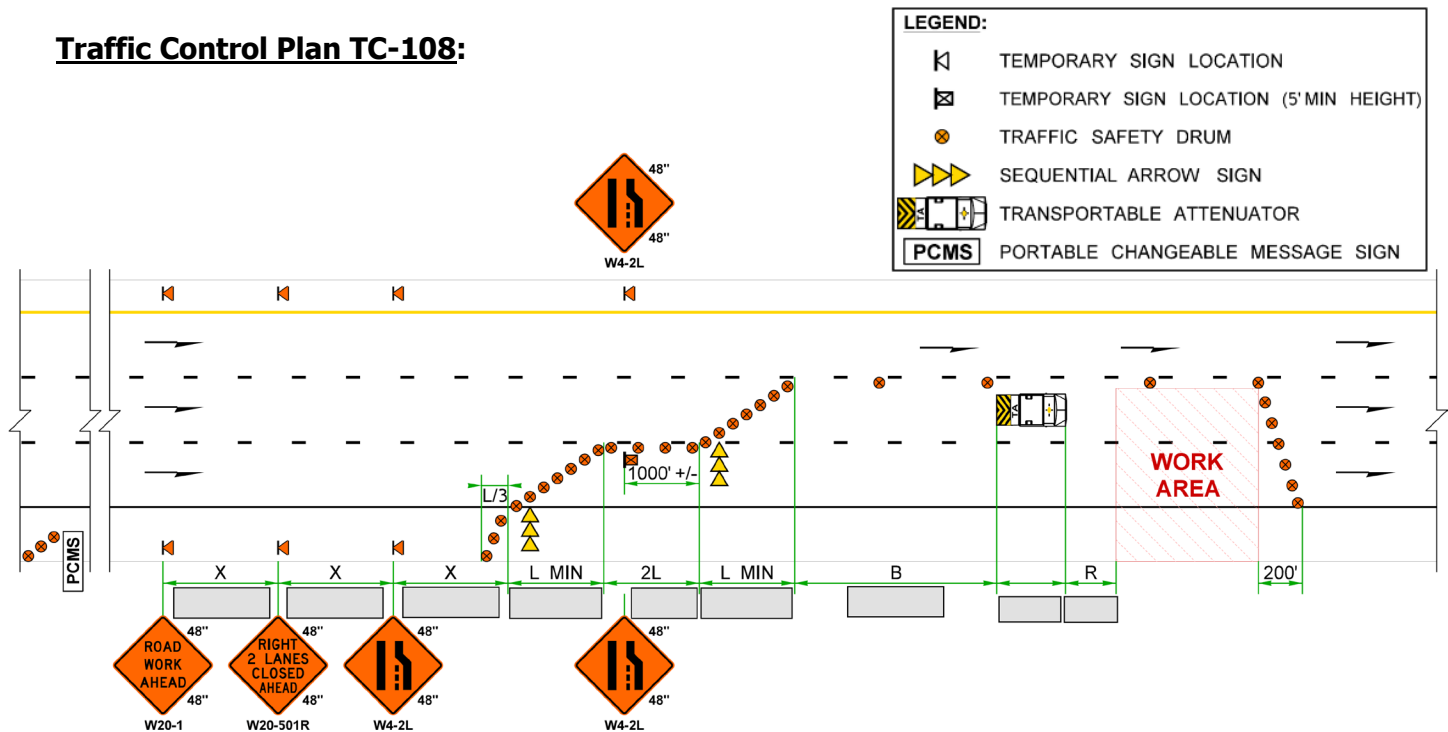 Traffic Control Plan TC-108:
LEGEND:
TEMPORARY SIGN LOCATION
TEMPORARY SIGN LOCATION (5' MIN HEIGHT)
TRAFFIC SAFETY DRUM
SEQUENTIAL ARROW SIGN
TA
TRANSPORTABLE ATTENUATOR
PCMS
PORTABLE CHANGEABLE MESSAGE SIGN
48"
48"
W4-2L
TA
1000' +/-
L/3
WORK
AREA
PCMS
X
X
X
L MIN
2L
L MIN
B
R
200'
48"
ROAD
WORK
AHEAD
48"
W20-1
48"
RIGHT
2 LANES
CLOSED
AHEAD
48"
W20-501R
48"
48"
W4-2L
48"
48"
W4-2L